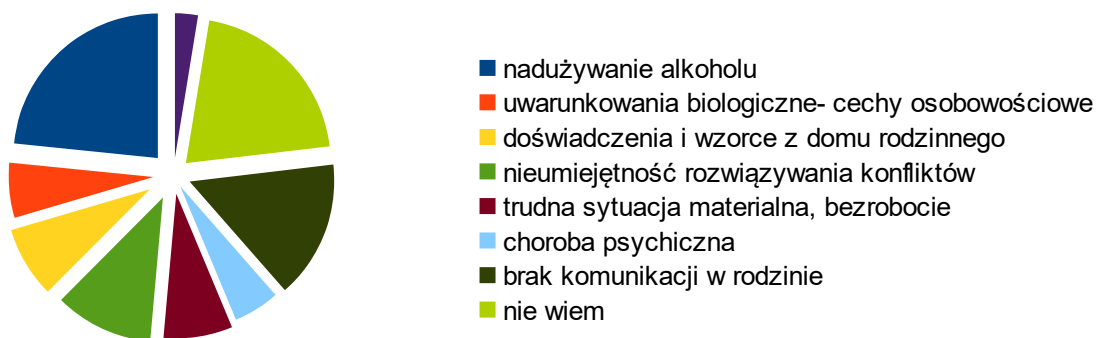 nadużywanie alkoholu
uwarunkowania biologiczne- cechy osobowościowe
doświadczenia i wzorce z domu rodzinnego
nieumiejętność rozwiązywania konfliktów
trudna sytuacja materialna, bezrobocie
choroba psychiczna
brak komunikacji w rodzinie
nie wiem